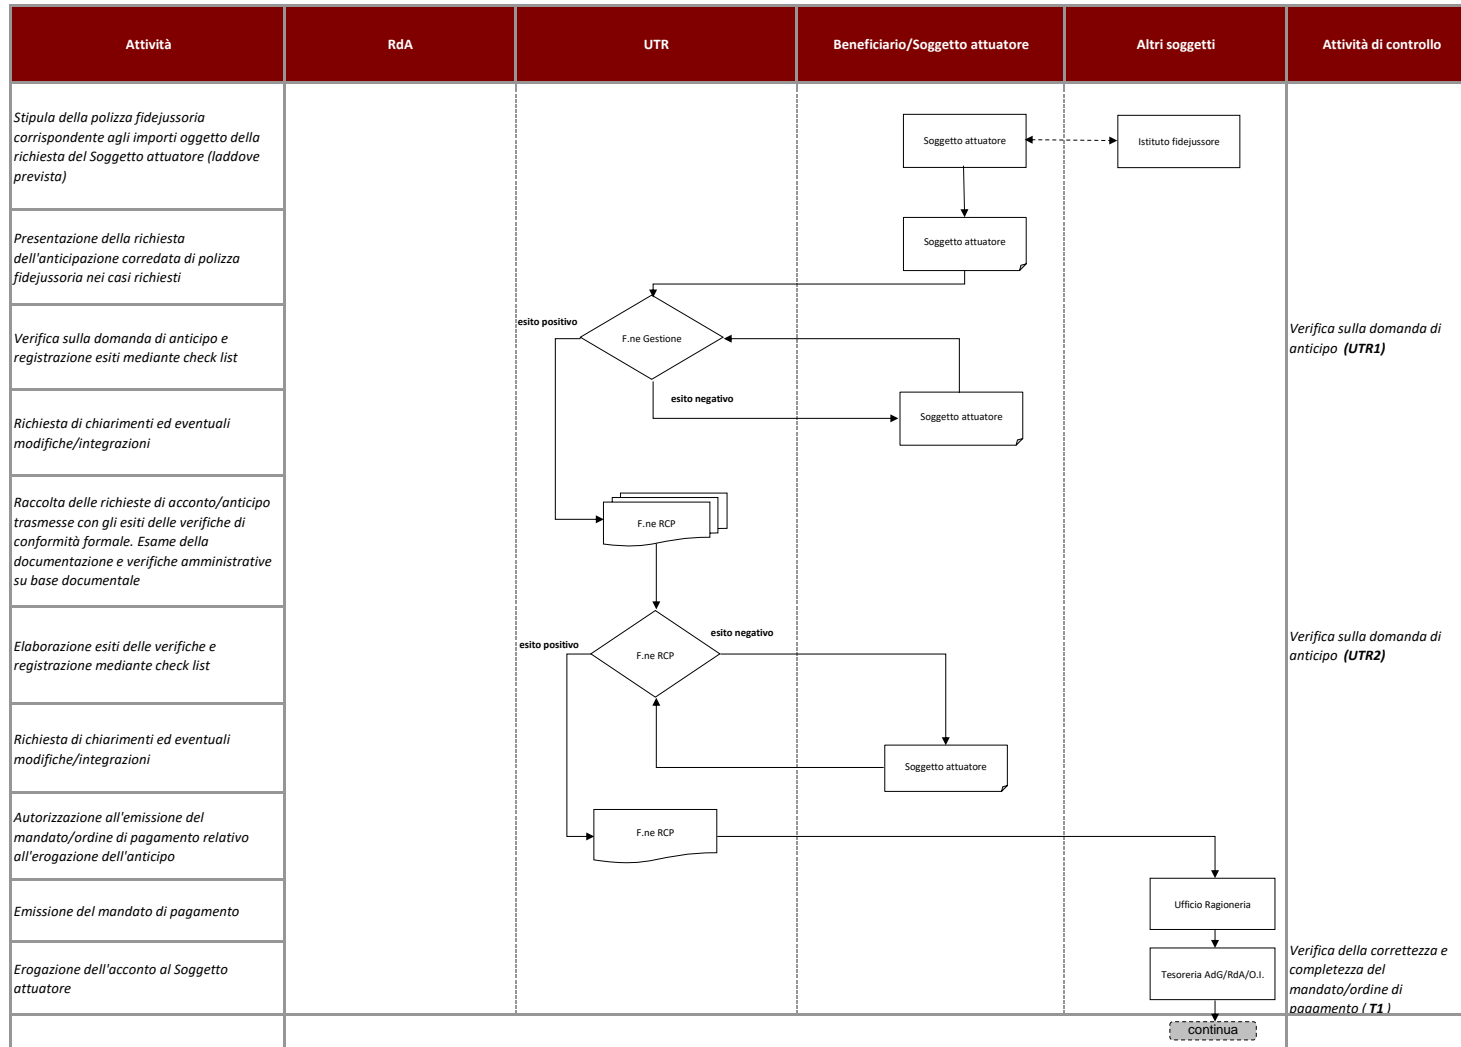 Attività
RdA
UTR
Beneficiario/Soggetto attuatore
Altri soggetti
Attività di controllo
Stipula della polizza fidejussoria
corrispondente agli importi oggetto della
richiesta del Soggetto attuatore (laddove
prevista)
Soggetto attuatore
Istituto fidejussore
Presentazione della richiesta
dell'anticipazione corredata di polizza
fidejussoria nei casi richiesti
Soggetto attuatore
Verifica sulla domanda di anticipo e
registrazione esiti mediante check list
esito positivo
F.ne Gestione
esito negativo
Verifica sulla domanda di
anticipo (UTR1)
Richiesta di chiarimenti ed eventuali
modifiche/integrazioni
Soggetto attuatore
Raccolta delle richieste di acconto/anticipo
trasmesse con gli esiti delle verifiche di
conformità formale. Esame della
documentazione e verifiche amministrative
su base documentale
F.ne RCP
Elaborazione esiti delle verifiche e
registrazione mediante check list
esito positivo
F.ne RCP
esito negativo
Verifica sulla domanda di
anticipo (UTR2)
Richiesta di chiarimenti ed eventuali
modifiche/integrazioni
Soggetto attuatore
Autorizzazione all'emissione del
mandato/ordine di pagamento relativo
all'erogazione dell'anticipo
F.ne RCP
Emissione del mandato di pagamento
Ufficio Ragioneria
Erogazione dell'acconto al Soggetto
attuatore
Tesoreria AdG/RdA/O.I.
Verifica della correttezza e
completezza del
mandato/ordine di
pagamento ( T1 )
continua